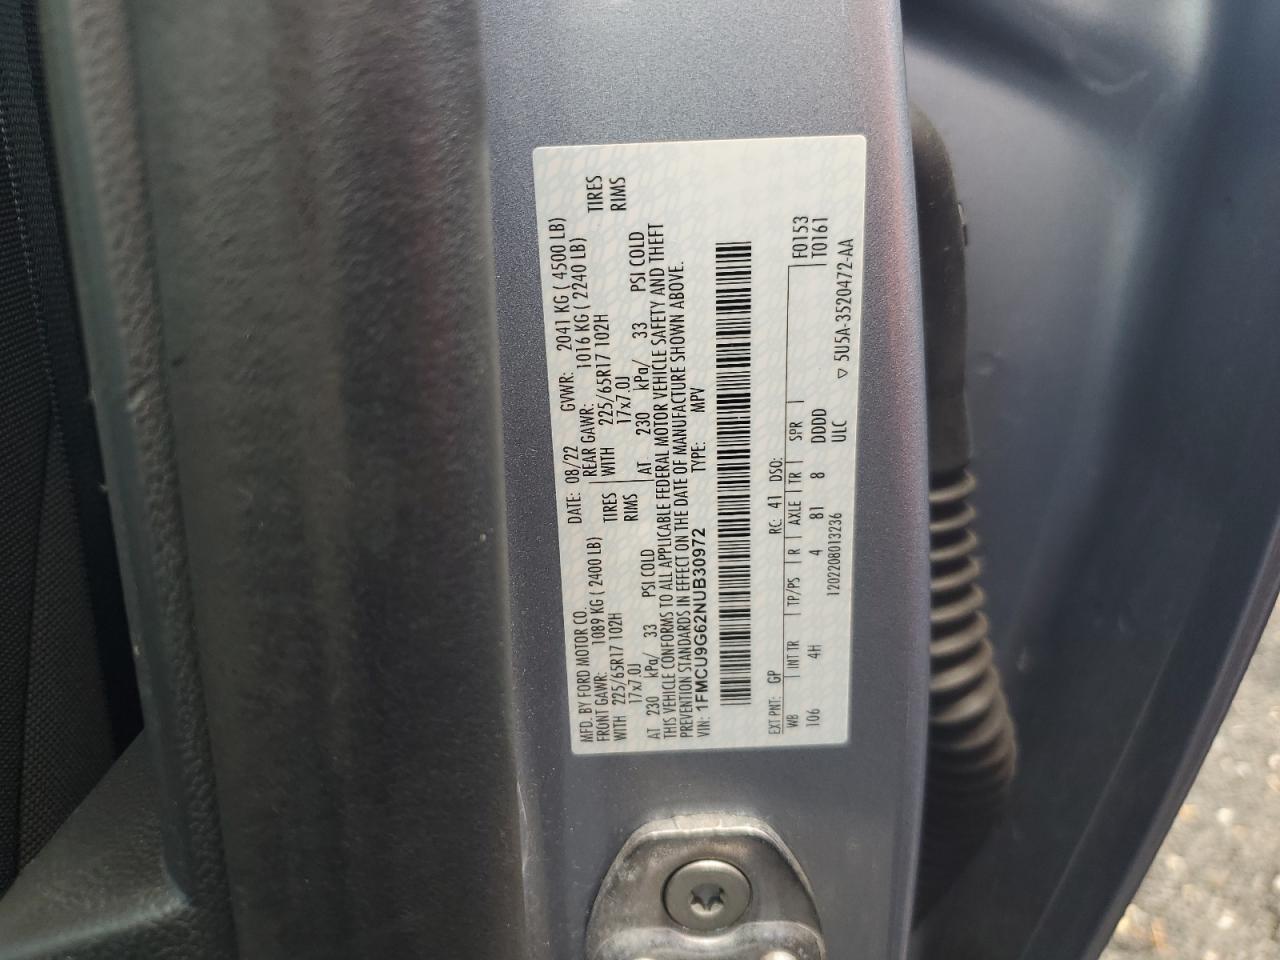 MFD. BY FORD MOTOR CO.
DATE: 08/22 GVWR: 2041 KG ( 4500 LB)
FRONT GAWR: 1089 KG ( 2400 LB)
REAR GAWR: 1016 KG ( 2240 LB)
WITH 225/65R17 102H TIRES
WITH 225/65R17 102H TIRES
17x7.0J RIMS
17x7.0J RIMS
AT 230 kPa/ 33 PSI COLD
AT 230 kPa/ 33 PSI COLD
THIS VEHICLE CONFORMS TO ALL APPLICABLE FEDERAL MOTOR VEHICLE SAFETY AND THEFT
PREVENTION STANDARDS IN EFFECT ON THE DATE OF MANUFACTURE SHOWN ABOVE.
VIN: 1FMCU9G62NUB30972 TYPE: MPV
EXT PNT: GP RC: 41 DSO:
WB INT TR TP/PS R AXLE TR SPR F0153
106 4H 4 81 8 DDDD T0161
1202208013236 ULC ▽ 5U5A-3520472-AA